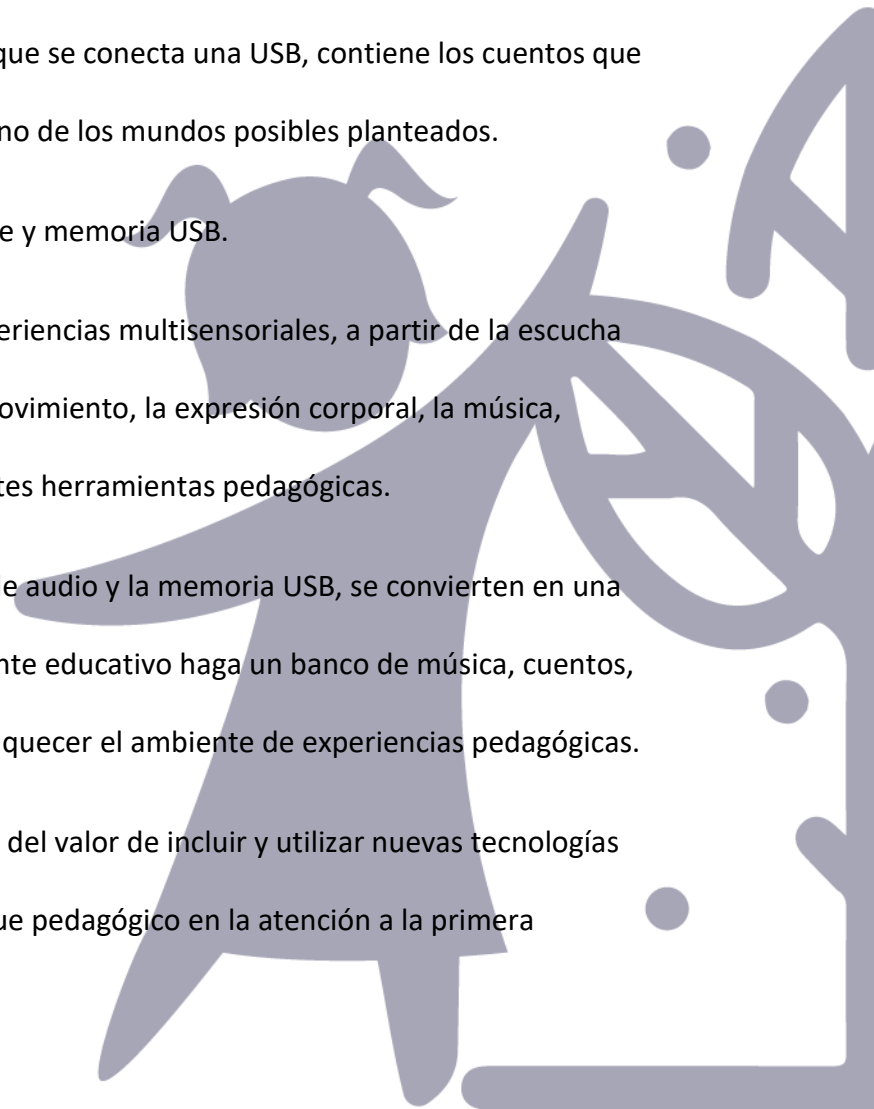 que se conecta una USB, contiene los cuentos que
no de los mundos posibles planteados.
e y memoria USB.
eriencias multisensoriales, a partir de la escucha
ovimiento, la expresión corporal, la música,
tes herramientas pedagógicas.
de audio y la memoria USB, se convierten en una
nte educativo haga un banco de música, cuentos,
quecer el ambiente de experiencias pedagógicas.
del valor de incluir y utilizar nuevas tecnologías
ue pedagógico en la atención a la primera